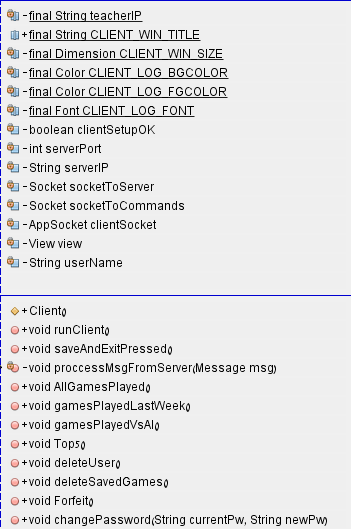 -final String teacherIP
+final String CLIENT_WIN_TITLE
-final Dimension CLIENT_WIN_SIZE
-final Color CLIENT_LOG_BGCOLOR
-final Color CLIENT_LOG_FGCOLOR
-final Font CLIENT_LOG_FONT
-boolean clientSetupOK
-int serverPort
-String serverIP
-Socket socketToServer
-Socket socketToCommands
-AppSocket clientSocket
-View view
-String userName
+Client()
+void runClient()
+void saveAndExitPressed()
-void proccessMsgFromServer(Message msg)
+void AllGamesPlayed()
+void gamesPlayedLastWeek()
+void gamesPlayedVsAI()
+void Top5()
+void deleteUser()
+void deleteSavedGames()
+void Forfeit()
+void changePassword(String currentPw, String newPw)